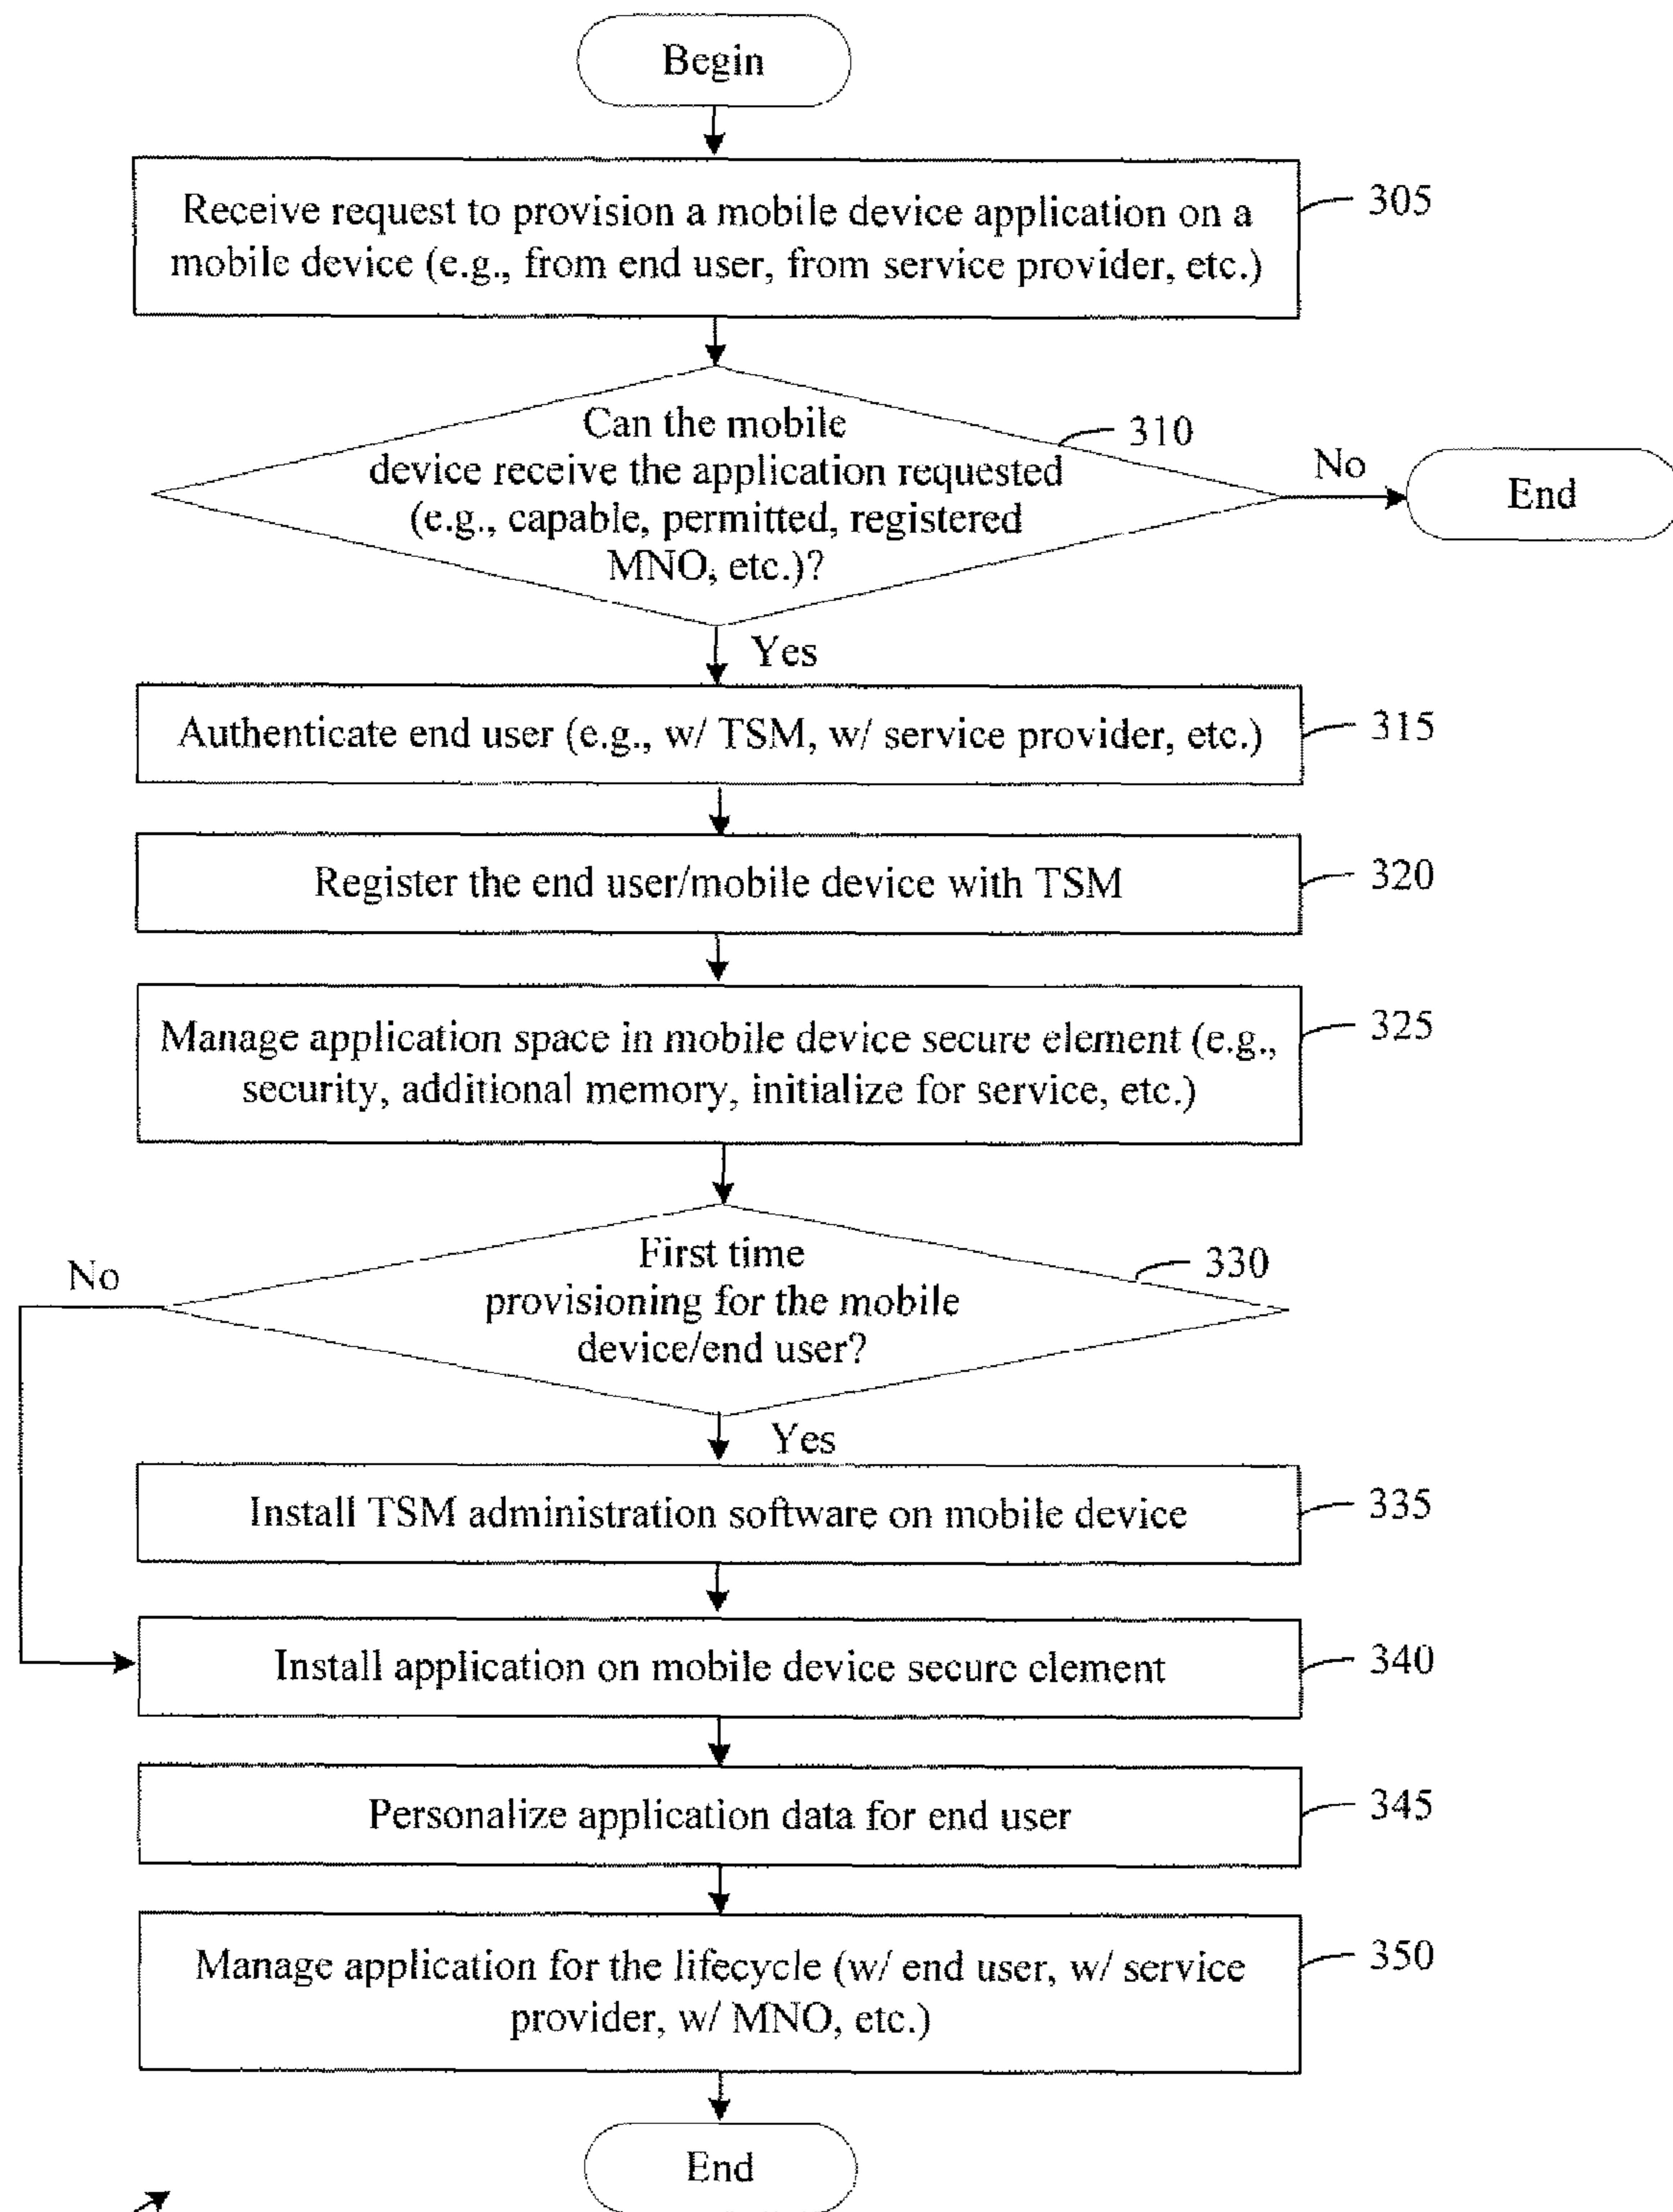 Begin
Receive request to provision a mobile device application on a
mobile device (e.g., from end user, from service provider, etc.)
305
Can the mobile
device receive the application requested
(e.g., capable, permitted, registered
MNO, etc.)?
310
No
End
Yes
Authenticate end user (e.g., w/ TSM, w/ service provider, etc.)
315
Register the end user/mobile device with TSM
320
Manage application space in mobile device secure element (e.g.,
security, additional memory, initialize for service, etc.)
325
First time
provisioning for the mobile
device/end user?
330
No
Yes
Install TSM administration software on mobile device
335
Install application on mobile device secure element
340
Personalize application data for end user
345
Manage application for the lifecycle (w/ end user, w/ service
provider, w/ MNO, etc.)
350
End